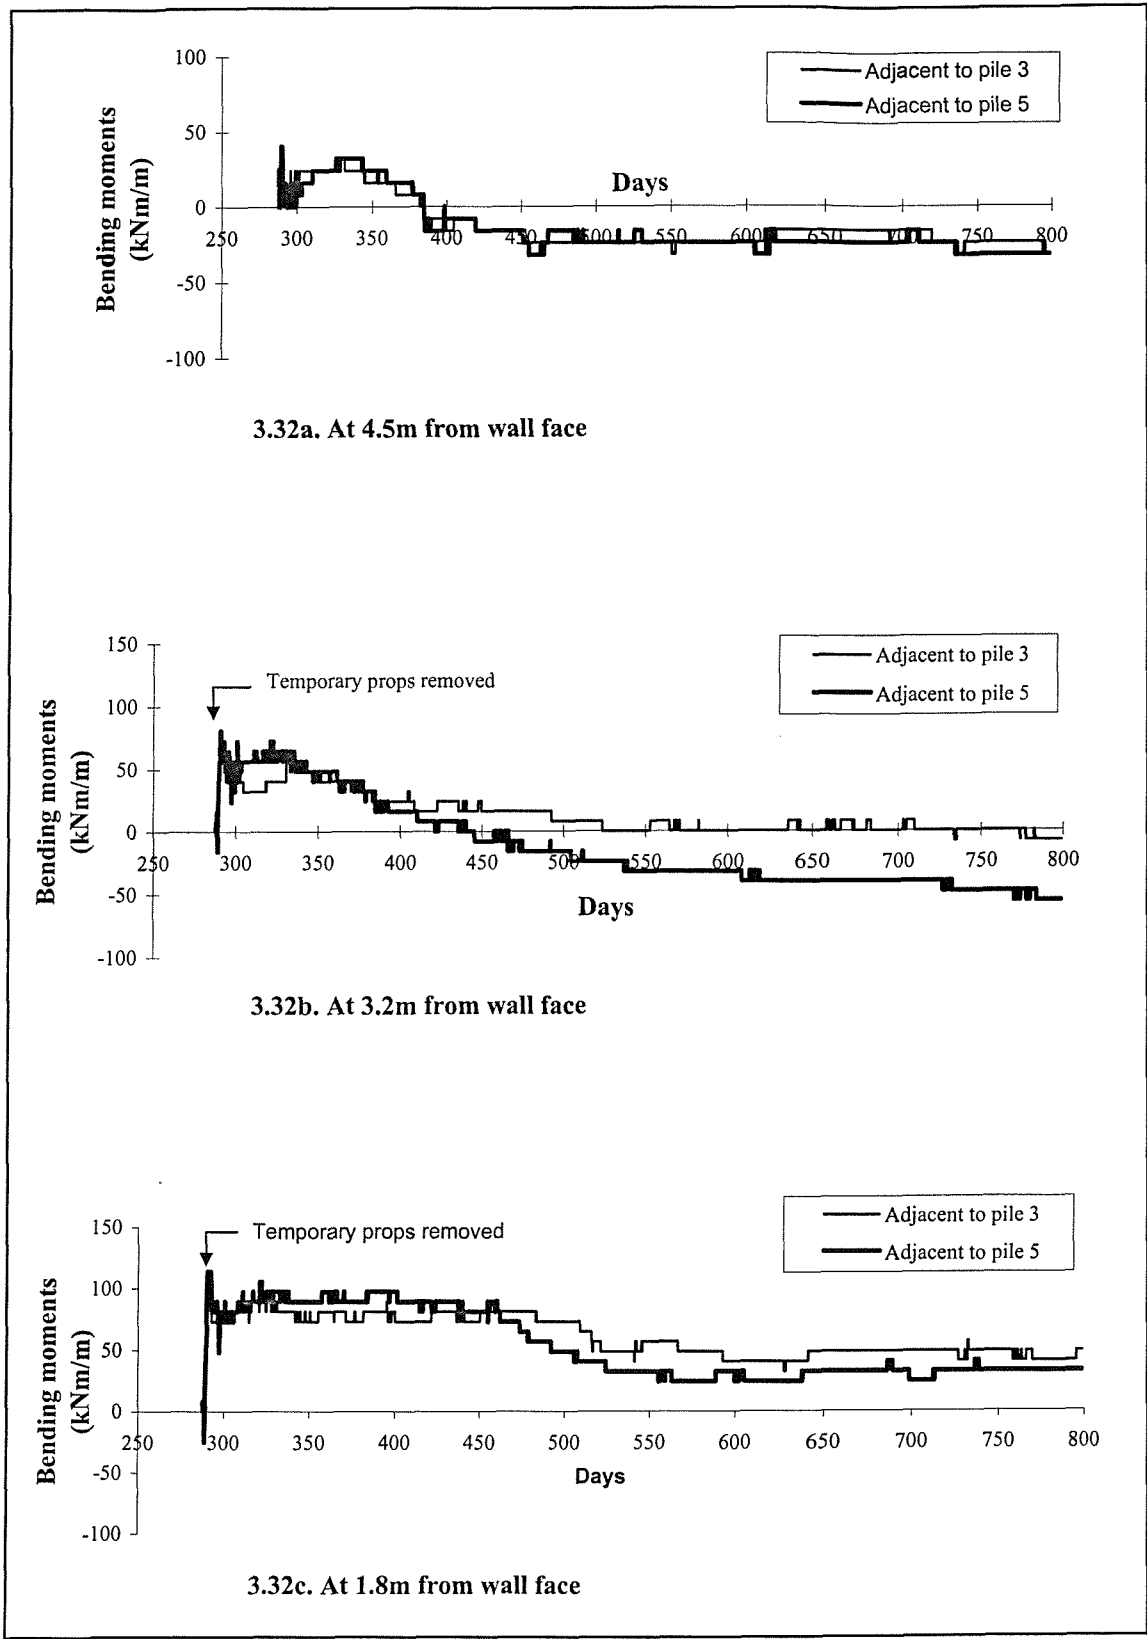 100
50
0
-50
-100
Bending moments
(kNm/m)
Adjacent to pile 3
Adjacent to pile 5
Days
250 300 350 400 450 500 550 600 650 700 750 800
3.32a. At 4.5m from wall face
150
100
50
0
-50
-100
Bending moments
(kNm/m)
Temporary props removed
Adjacent to pile 3
Adjacent to pile 5
250 300 350 400 450 500 550 600 650 700 750 800
Days
3.32b. At 3.2m from wall face
150
100
50
0
-50
-100
Bending moments
(kNm/m)
Temporary props removed
Adjacent to pile 3
Adjacent to pile 5
250 300 350 400 450 500 550 600 650 700 750 800
Days
3.32c. At 1.8m from wall face